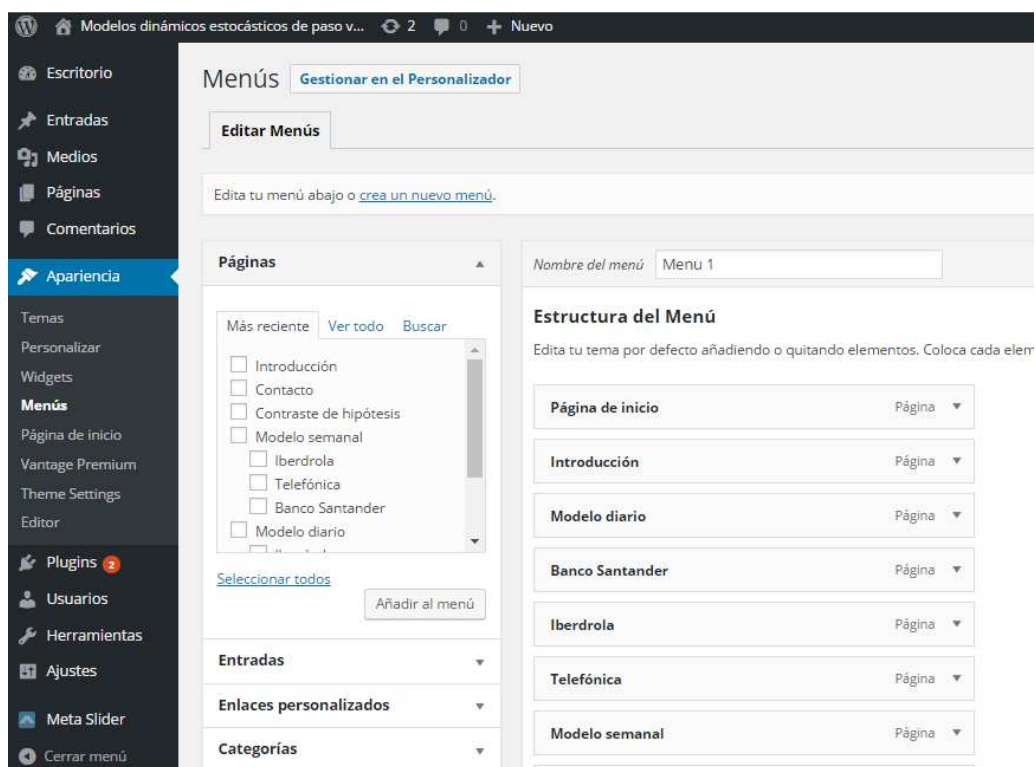 Modelos dinámicos estocásticos de paso v... 2 0 Nuevo
Escritorio
Entradas
Medios
Páginas
Comentarios
Apariencia
Temas
Personalizar
Widgets
Menús
Página de inicio
Vantage Premium
Theme Settings
Editor
Plugins 2
Usuarios
Herramientas
Ajustes
Meta Slider
Cerrar menú
Menús Gestionar en el Personalizador
Editar Menús
Edita tu menú abajo o crea un nuevo menú.
Páginas
Más reciente Ver todo Buscar
Introducción
Contacto
Contraste de hipótesis
Modelo semanal
Iberdrola
Telefónica
Banco Santander
Modelo diario
Seleccionar todos
Añadir al menú
Entradas
Enlaces personalizados
Categorías
Nombre del menú Menu 1
Estructura del Menú
Edita tu tema por defecto añadiendo o quitando elementos. Coloca cada
Página de inicio Página
Introducción Página
Modelo diario Página
Banco Santander Página
Iberdrola Página
Telefónica Página
Modelo semanal Página